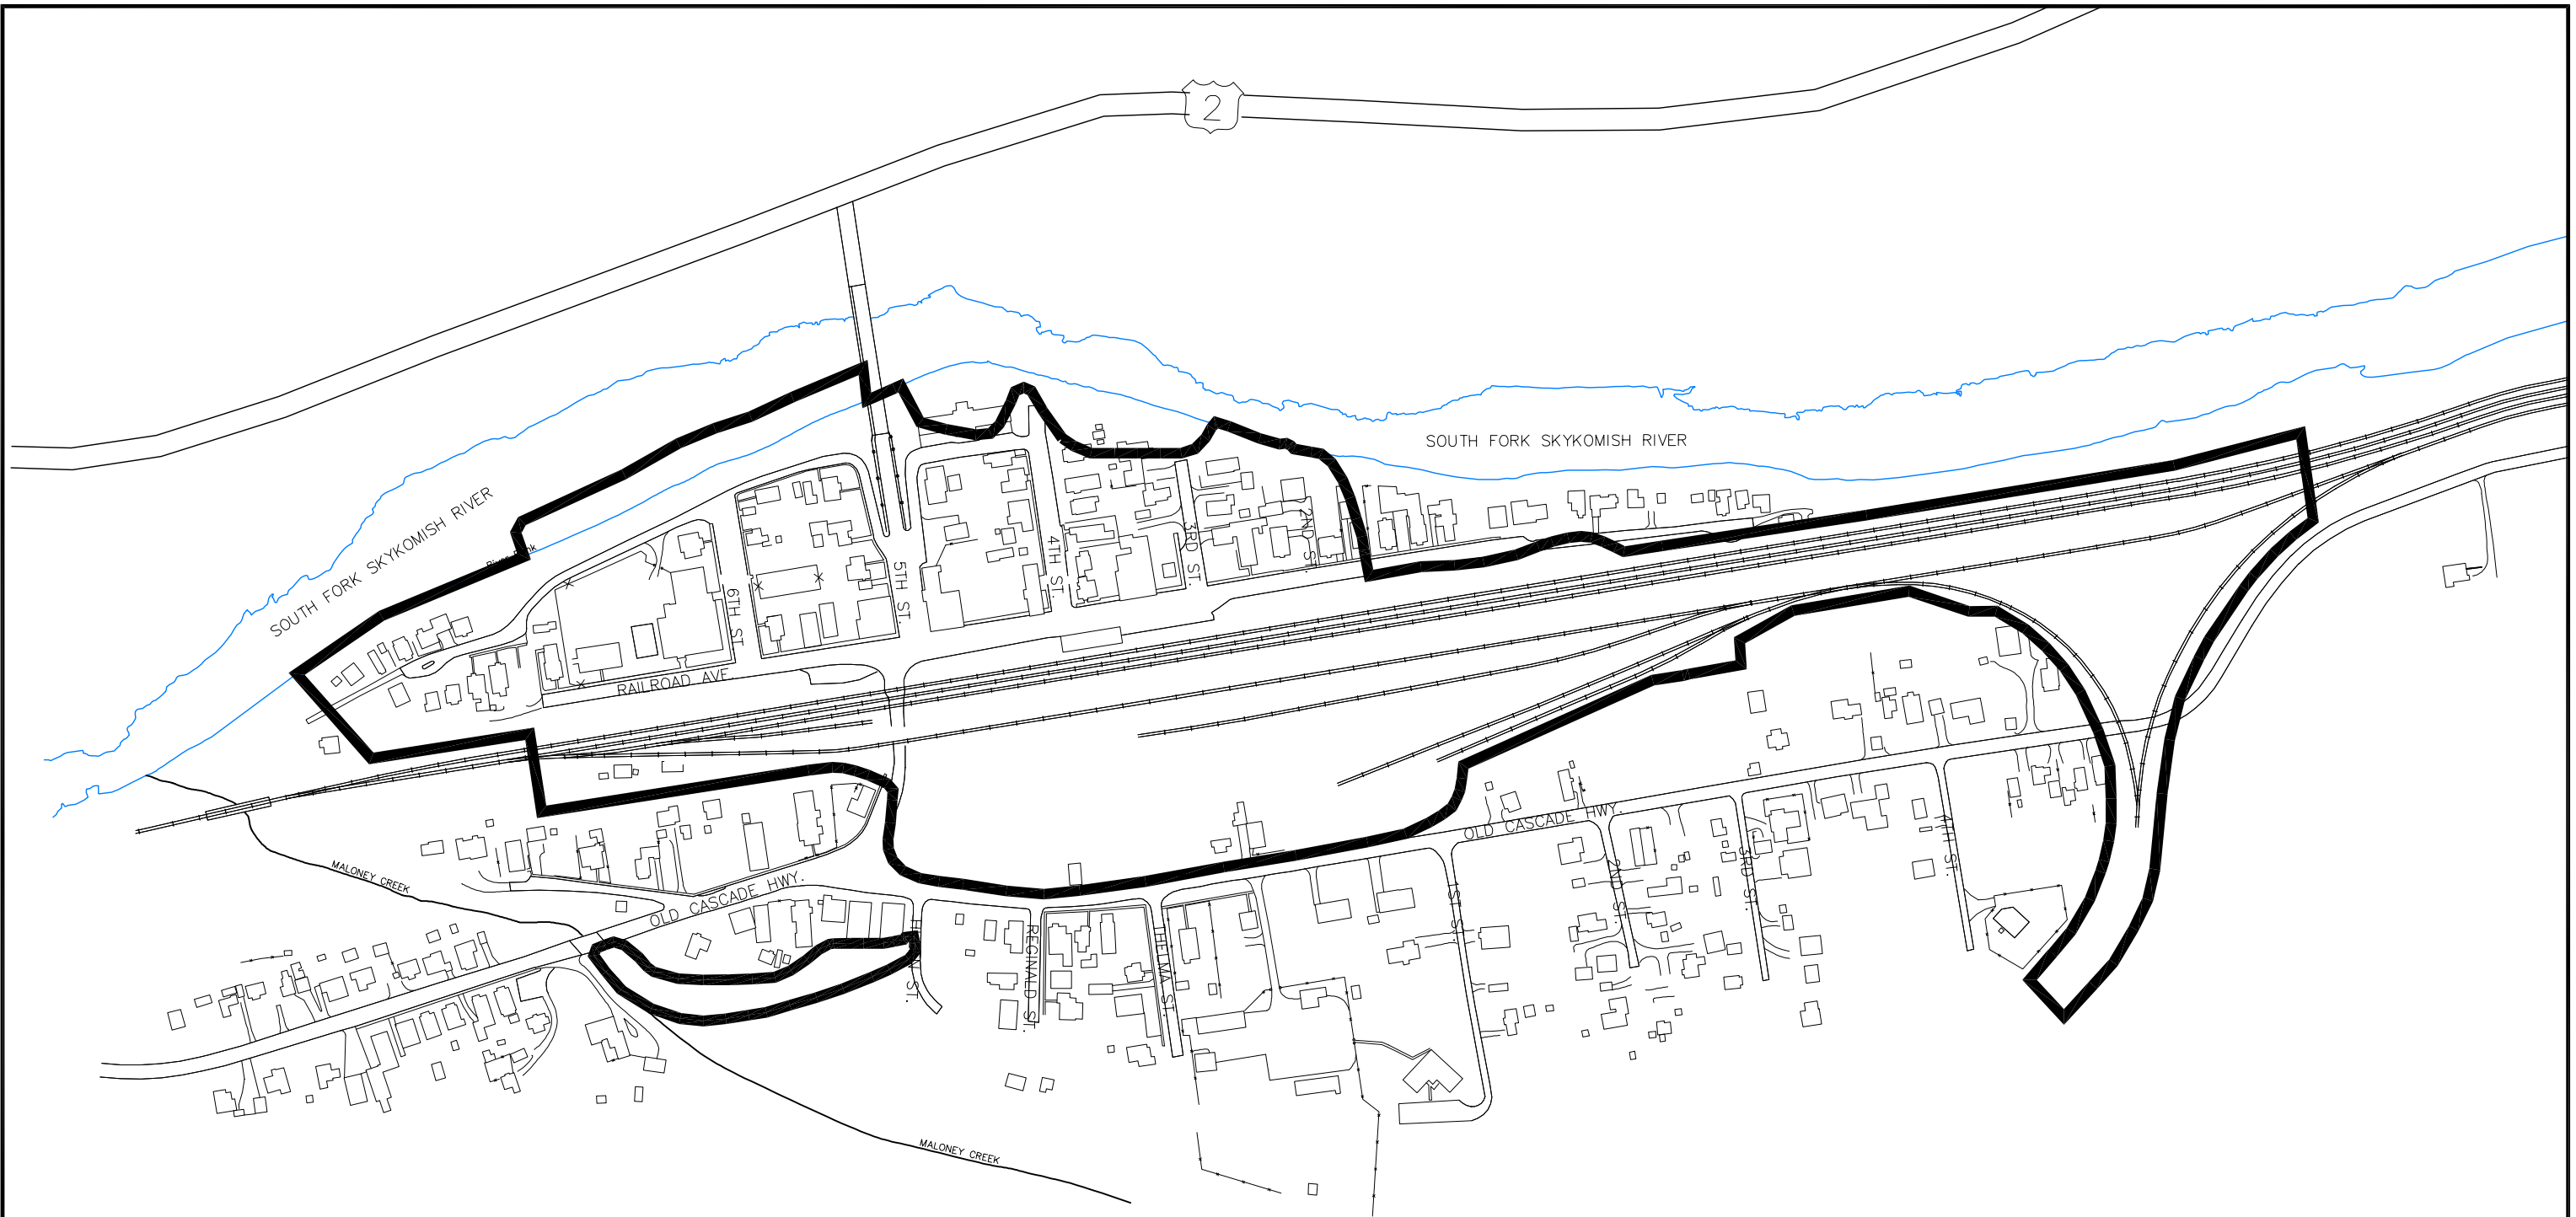 2
SOUTH FORK SKYKOMISH RIVER
SOUTH FORK SKYKOMISH RIVER
2ND ST.
3RD ST.
4TH ST.
5TH ST.
6TH ST.
RAILROAD AVE.
OLD CASCADE HWY.
MALONEY CREEK
OLD CASCADE HWY.
REGINALD ST.
THELMA ST.
1ST ST.
2ND ST.
3RD ST.
4TH ST.
MALONEY CREEK